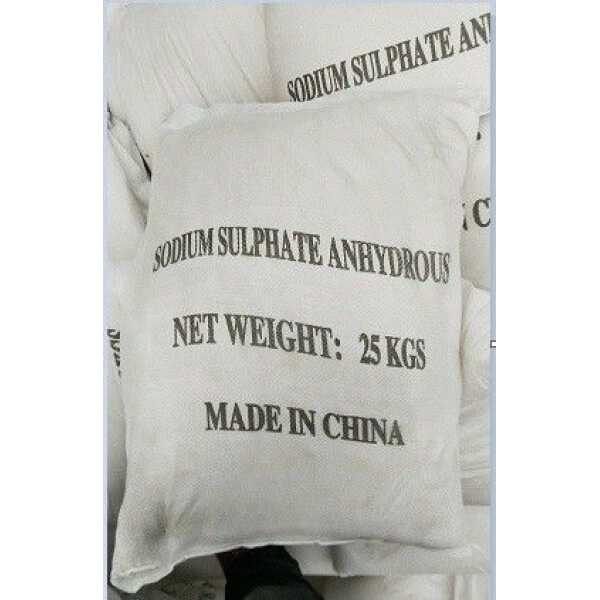 SODIUM SULPHATE AN
SODIUM SULPHATE ANHYDROUS
NET WEIGHT: 25 KGS
MADE IN CHINA